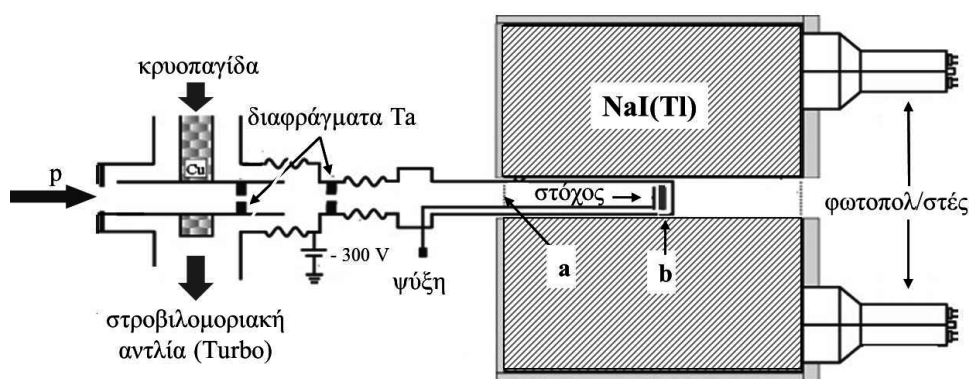 κρυοπαγίδα
διαφράγματα Ta
NaI(Tl)
Cu
p
στόχος
φωτοπολ/στές
- 300 V
ψύξη
a
b
στροβιλομοριακή
αντλία (Turbo)